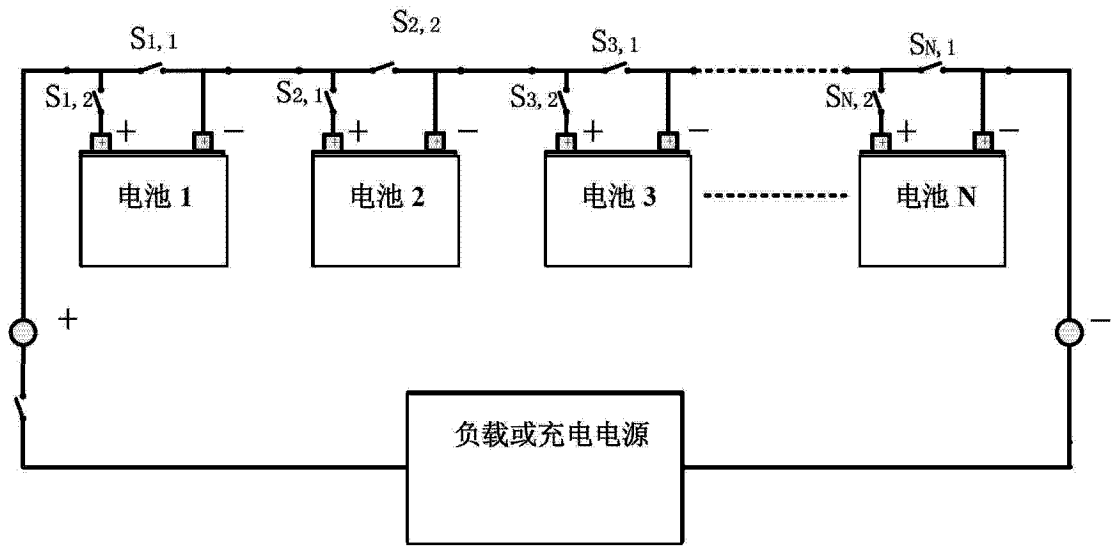 S1,1
S2,2
S3,1
SN,1
S1,2
S2,1
S3,2
SN,2
+ −
+ −
+ −
+ −
电池 1
电池 2
电池 3
电池 N
+
−
负载或充电电源